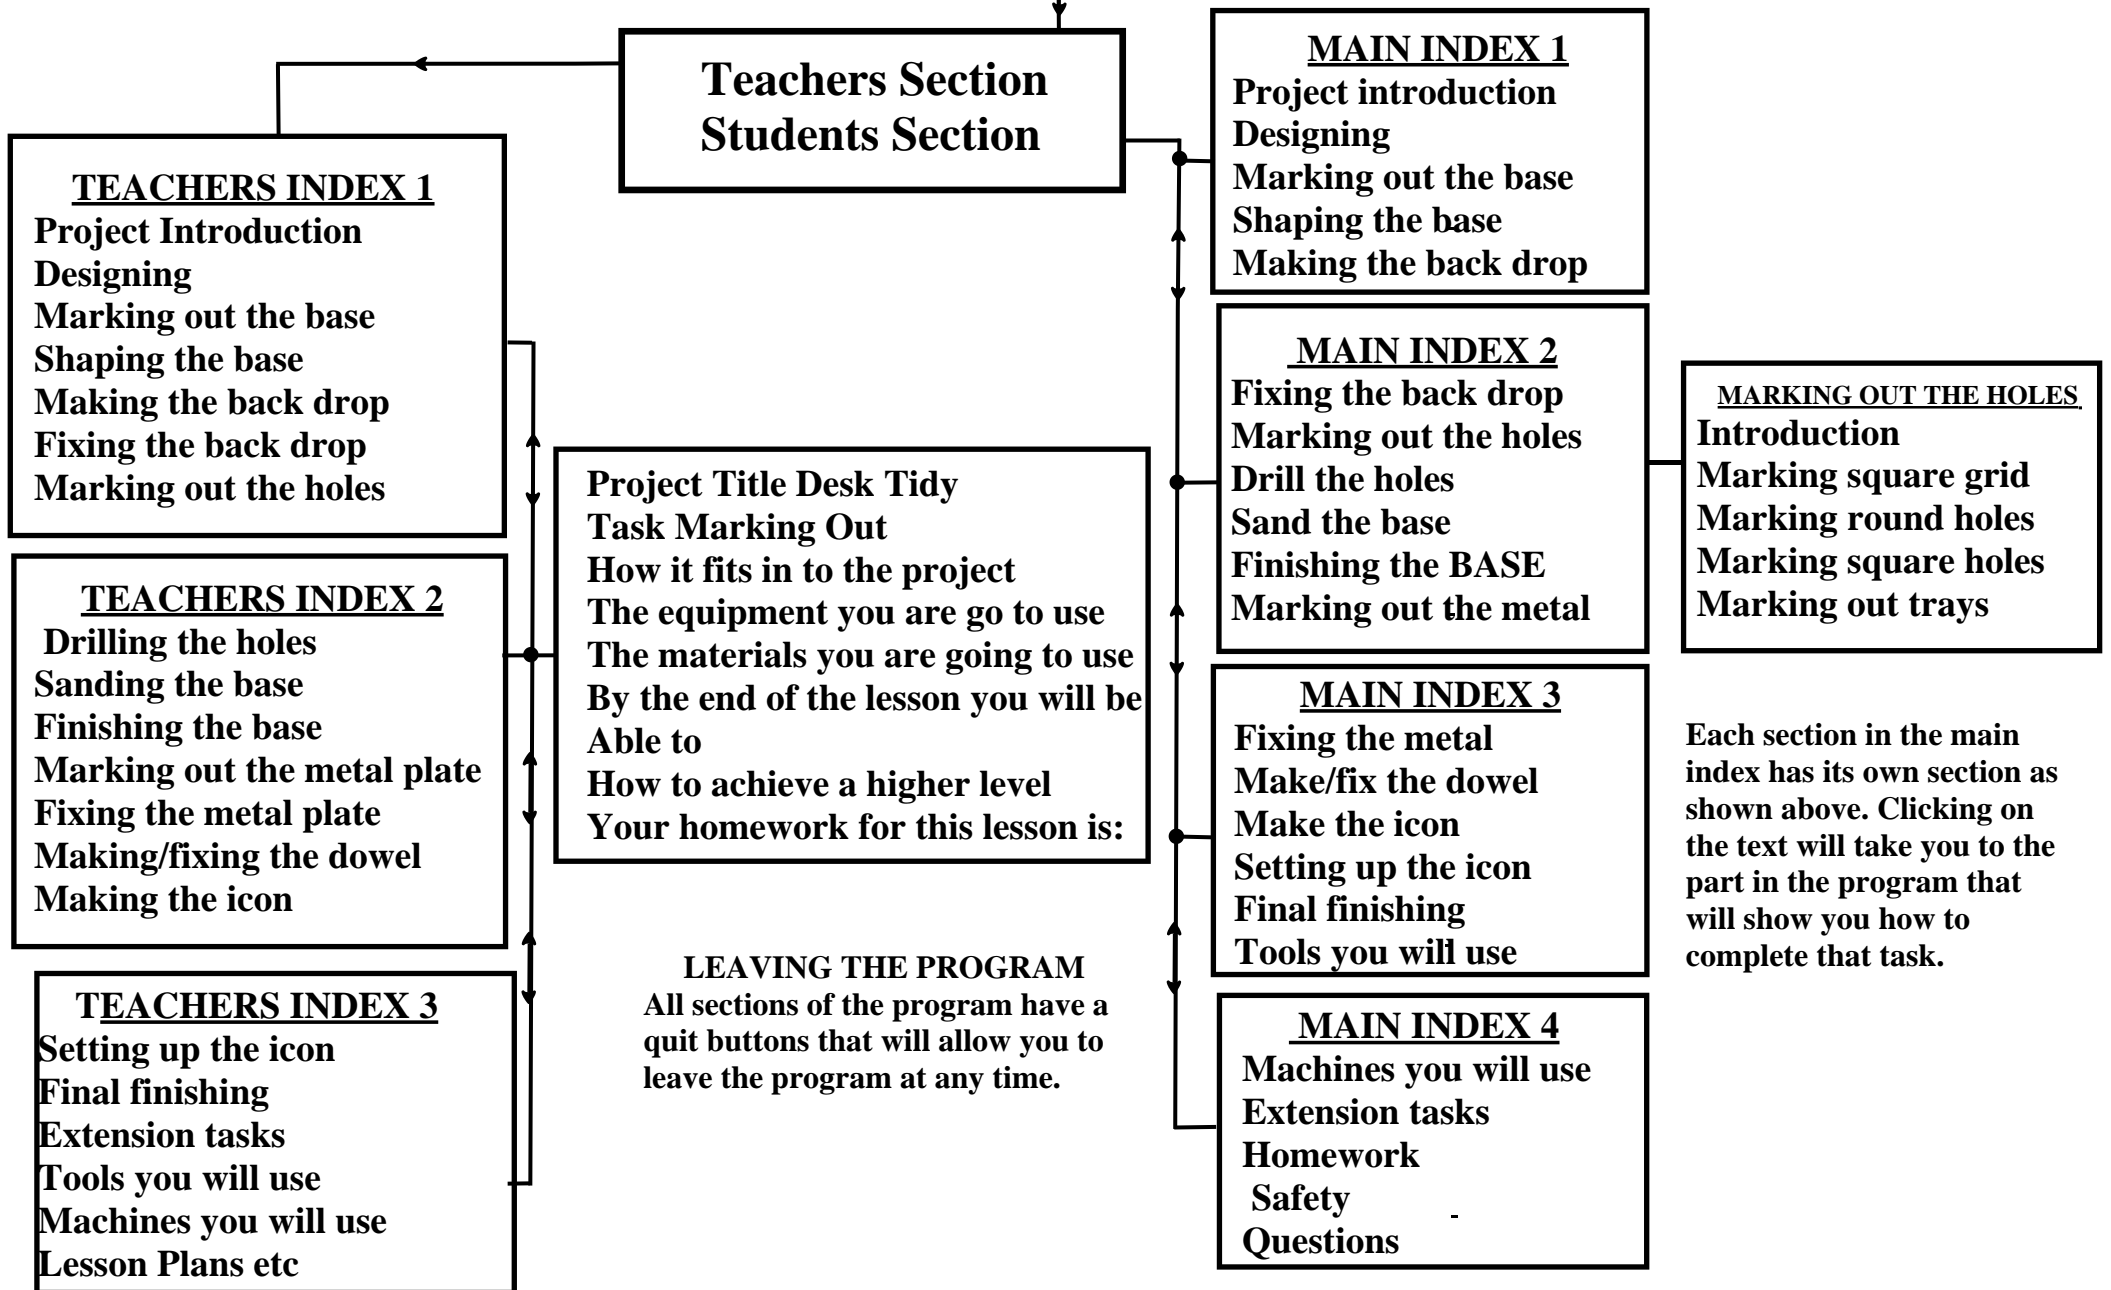 Teachers Section
Students Section
TEACHERS INDEX 1
Project Introduction
Designing
Marking out the base
Shaping the base
Making the back drop
Fixing the back drop
Marking out the holes
TEACHERS INDEX 2
Drilling the holes
Sanding the base
Finishing the base
Marking out the metal plate
Fixing the metal plate
Making/fixing the dowel
Making the icon
TEACHERS INDEX 3
Setting up the icon
Final finishing
Extension tasks
Tools you will use
Machines you will use
Lesson Plans etc
Project Title Desk Tidy
Task Marking Out
How it fits in to the project
The equipment you are go to use
The materials you are going to use
By the end of the lesson you will be
Able to
How to achieve a higher level
Your homework for this lesson is:
LEAVING THE PROGRAM
All sections of the program have a
quit buttons that will allow you to
leave the program at any time.
MAIN INDEX 1
Project introduction
Designing
Marking out the base
Shaping the base
Making the back drop
MAIN INDEX 2
Fixing the back drop
Marking out the holes
Drill the holes
Sand the base
Finishing the BASE
Marking out the metal
MAIN INDEX 3
Fixing the metal
Make/fix the dowel
Make the icon
Setting up the icon
Final finishing
Tools you will use
MAIN INDEX 4
Machines you will use
Extension tasks
Homework
Safety
Questions
MARKING OUT THE HOLES
Introduction
Marking square grid
Marking round holes
Marking square holes
Marking out trays
Each section in the main
index has its own section as
shown above. Clicking on
the text will take you to the
part in the program that
will show you how to
complete that task.